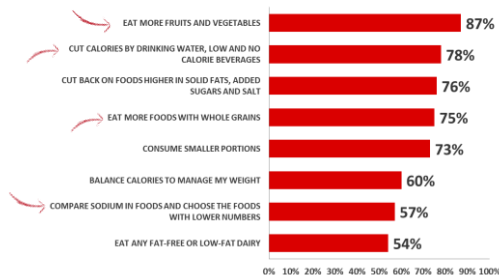 EAT MORE FRUITS AND VEGETABLES 87%
CUT CALORIES BY DRINKING WATER, LOW AND NO
CALORIE BEVERAGES 78%
CUT BACK ON FOODS HIGHER IN SOLID FATS, ADDED
SUGARS AND SALT 76%
EAT MORE FOODS WITH WHOLE GRAINS 75%
CONSUME SMALLER PORTIONS 73%
BALANCE CALORIES TO MANAGE MY WEIGHT 60%
COMPARE SODIUM IN FOODS AND CHOOSE THE FOODS
WITH LOWER NUMBERS 57%
EAT ANY FAT-FREE OR LOW-FAT DAIRY 54%
0% 10% 20% 30% 40% 50% 60% 70% 80% 90% 100%